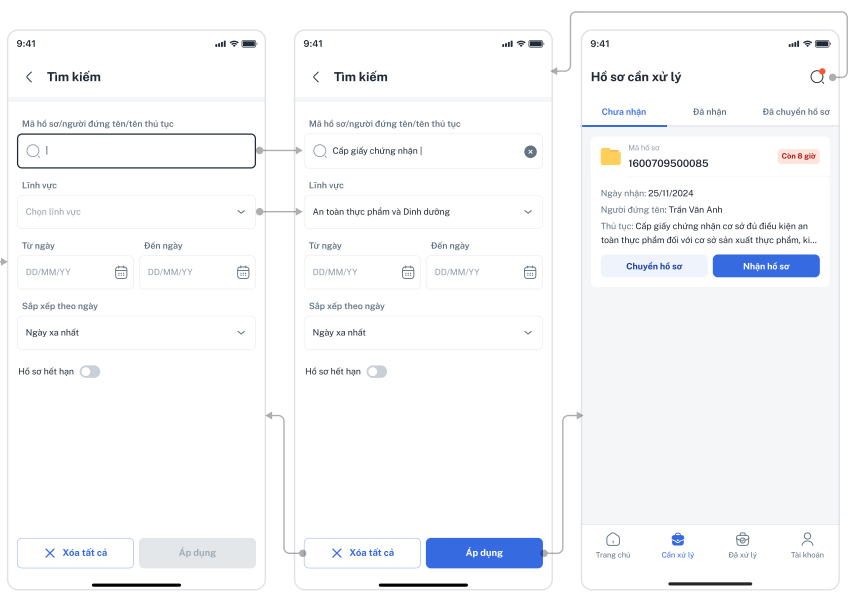 9:41
Tìm kiếm
Mã hồ sơ/người đứng tên/tên thủ tục
Lĩnh vực
Chọn lĩnh vực
Từ ngày
Đến ngày
DD/MM/YY
DD/MM/YY
Sắp xếp theo ngày
Ngày xa nhất
Hồ sơ hết hạn
Xóa tất cả
Áp dụng
9:41
Tìm kiếm
Mã hồ sơ/người đứng tên/tên thủ tục
Cấp giấy chứng nhận
Lĩnh vực
An toàn thực phẩm và Dinh dưỡng
Từ ngày
Đến ngày
DD/MM/YY
DD/MM/YY
Sắp xếp theo ngày
Ngày xa nhất
Hồ sơ hết hạn
Xóa tất cả
Áp dụng
9:41
Hồ sơ cần xử lý
Chưa nhận
Đã nhận
Đã chuyển hồ sơ
Mã hồ sơ
1600709500085
Còn 8 giờ
Ngày nhận: 25/11/2024
Người đứng tên: Trần Vân Anh
Thủ tục: Cấp giấy chứng nhận cơ sở đủ điều kiện an
toàn thực phẩm đối với cơ sở sản xuất thực phẩm, ki...
Chuyển hồ sơ
Nhận hồ sơ
Trang chủ
Cần xử lý
Đã xử lý
Tài khoản